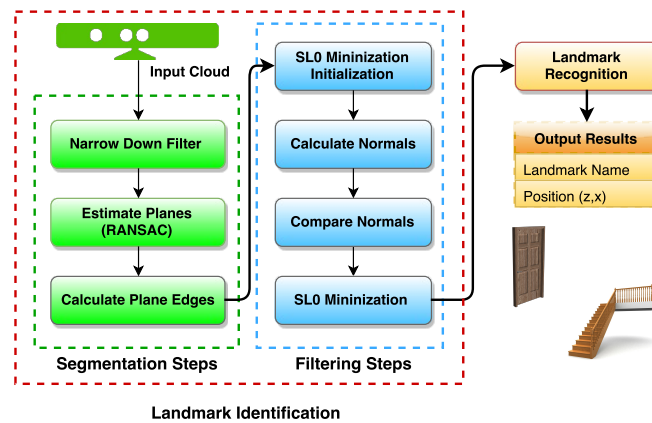 Input Cloud
Narrow Down Filter
Estimate Planes
(RANSAC)
Calculate Plane Edges
Segmentation Steps
SL0 Mininization
Initialization
Calculate Normals
Compare Normals
SL0 Mininization
Filtering Steps
Landmark Identification
Landmark
Recognition
Output Results
Landmark Name
Position (z,x)